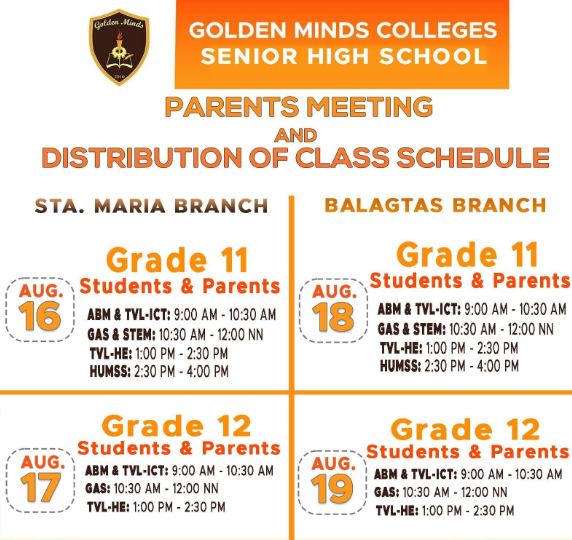 Golden Minds
GOLDEN MINDS COLLEGES
SENIOR HIGH SCHOOL
PARENTS MEETING
AND
DISTRIBUTION OF CLASS SCHEDULE
STA. MARIA BRANCH
AUG.
16
Grade 11
Students & Parents
ABM & TVL-ICT: 9:00 AM - 10:30 AM
GAS & STEM: 10:30 AM - 12:00 NN
TVL-HE: 1:00 PM - 2:30 PM
HUMSS: 2:30 PM - 4:00 PM
AUG.
17
Grade 12
Students & Parents
ABM & TVL-ICT: 9:00 AM - 10:30 AM
GAS: 10:30 AM - 12:00 NN
TVL-HE: 1:00 PM - 2:30 PM
BALAGTAS BRANCH
AUG.
18
Grade 11
Students & Parents
ABM & TVL-ICT: 9:00 AM - 10:30 AM
GAS & STEM: 10:30 AM - 12:00 NN
TVL-HE: 1:00 PM - 2:30 PM
HUMSS: 2:30 PM - 4:00 PM
AUG.
19
Grade 12
Students & Parents
ABM & TVL-ICT: 9:00 AM - 10:30 AM
GAS: 10:30 AM - 12:00 NN
TVL-HE: 1:00 PM - 2:30 PM